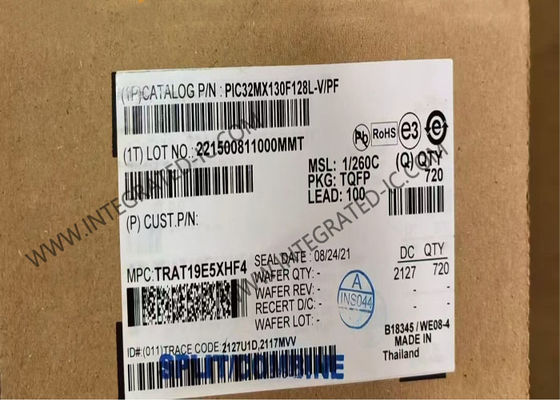 (1P)CATALOG P/N : PIC32MX130F128L-V/PF
(1T) LOT NO.: 221500811000MMT
Pb RoHS e3 e
MSL: 1/260C (Q) QTY
PKG: TQFP 720
LEAD: 100
(P) CUST.P/N:
MPC: TRAT19E5XHF4
SEAL DATE : 08/24/21
WAFER QTY: -
WAFER REV: -
RECERT D/C: -
WAFER LOT: -
A
INS044
DC QTY
2127 720
B18345 / WE08-4
MADE IN
Thailand
ID#:(011)TRACE CODE 2127U1D,2117MVV
SPLIT/COMBINE
WWW.INTEGRATED-IC.COM
WWW.INTEGRATED-IC.COM